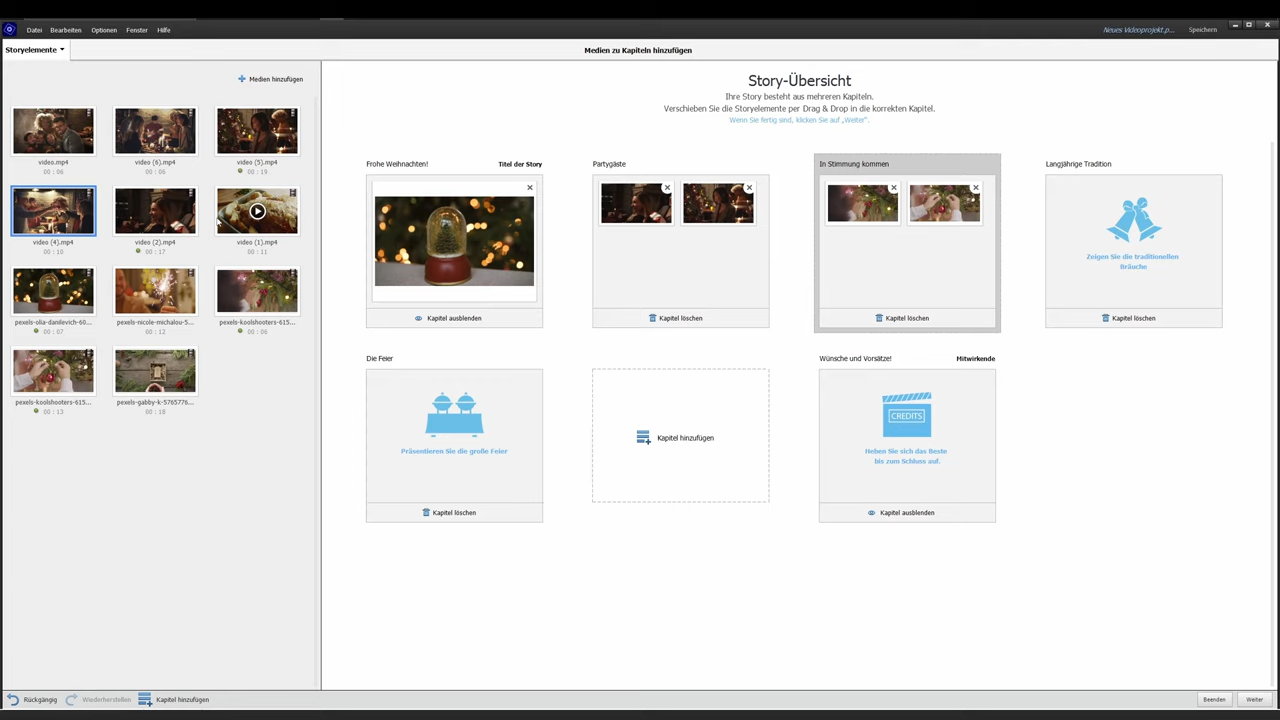 Datei Bearbeiten Optionen Fenster Hilfe
Neues Videoprojekt.p... Speichern
Storyelemente
Medien zu Kapiteln hinzufügen
Medien hinzufügen
video.mp4 video (6).mp4 video (5).mp4
00 : 06 00 : 06 00 : 19
video (4).mp4 video (2).mp4 video (1).mp4
00 : 10 00 : 17 00 : 11
pexels-olia-danilevich-60... pexels-nicole-michalou-5... pexels-koolshooters-615...
00 : 07 00 : 12 00 : 06
pexels-koolshooters-615... pexels-gabby-k-5765776...
00 : 13 00 : 18
Story-Übersicht
Ihre Story besteht aus mehreren Kapiteln.
Verschieben Sie die Storyelemente per Drag & Drop in die korrekten Kapitel.
Wenn Sie fertig sind, klicken Sie auf „Weiter".
Frohe Weihnachten! Titel der Story
Kapitel ausblenden
Partygäste
Kapitel löschen
In Stimmung kommen
Kapitel löschen
Langjährige Tradition
Zeigen Sie die traditionellen
Bräuche
Kapitel löschen
Die Feier
Präsentieren Sie die große Feier
Kapitel löschen
Kapitel hinzufügen
Wünsche und Vorsätze! Mitwirkende
CREDITS
Heben Sie sich das Beste
bis zum Schluss auf.
Kapitel ausblenden
Rückgängig Wiederherstellen Kapitel hinzufügen
Beenden Weiter